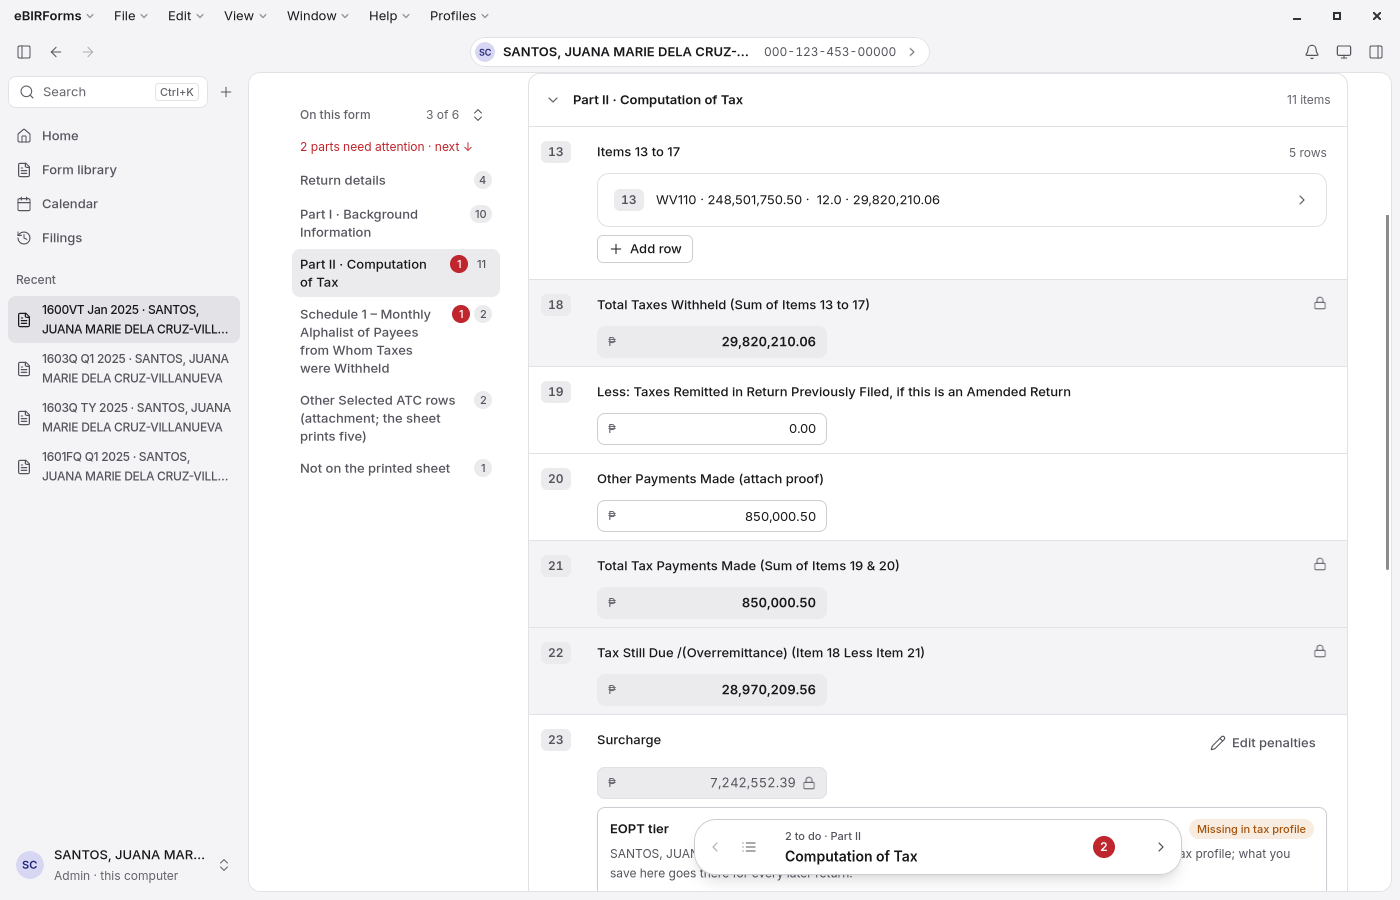 eBIRForms File Edit View Window Help Profiles
SC SANTOS, JUANA MARIE DELA CRUZ-... 000-123-453-00000
Search Ctrl+K
Home
Form library
Calendar
Filings
Recent
1600VT Jan 2025 · SANTOS,
JUANA MARIE DELA CRUZ-VILL...
1603Q Q1 2025 · SANTOS, JUANA
MARIE DELA CRUZ-VILLANUEVA
1603Q TY 2025 · SANTOS, JUANA
MARIE DELA CRUZ-VILLANUEVA
1601FQ Q1 2025 · SANTOS,
JUANA MARIE DELA CRUZ-VILL...
SC SANTOS, JUANA MAR...
Admin · this computer
On this form 3 of 6
2 parts need attention · next ↓
Return details 4
Part I · Background 10
Information
Part II · Computation 1 11
of Tax
Schedule 1 – Monthly 1 2
Alphalist of Payees
from Whom Taxes
were Withheld
Other Selected ATC rows 2
(attachment; the sheet
prints five)
Not on the printed sheet 1
Part II · Computation of Tax 11 items
13 Items 13 to 17 5 rows
13 WV110 · 248,501,750.50 · 12.0 · 29,820,210.06
Add row
18 Total Taxes Withheld (Sum of Items 13 to 17)
₱ 29,820,210.06
19 Less: Taxes Remitted in Return Previously Filed, if this is an Amended Return
₱ 0.00
20 Other Payments Made (attach proof)
₱ 850,000.50
21 Total Tax Payments Made (Sum of Items 19 & 20)
₱ 850,000.50
22 Tax Still Due /(Overremittance) (Item 18 Less Item 21)
₱ 28,970,209.56
23 Surcharge Edit penalties
₱ 7,242,552.39
EOPT tier Missing in tax profile
SANTOS, JUAN ax profile; what you
save here goes there for every later return.
2 to do · Part II
Computation of Tax 2